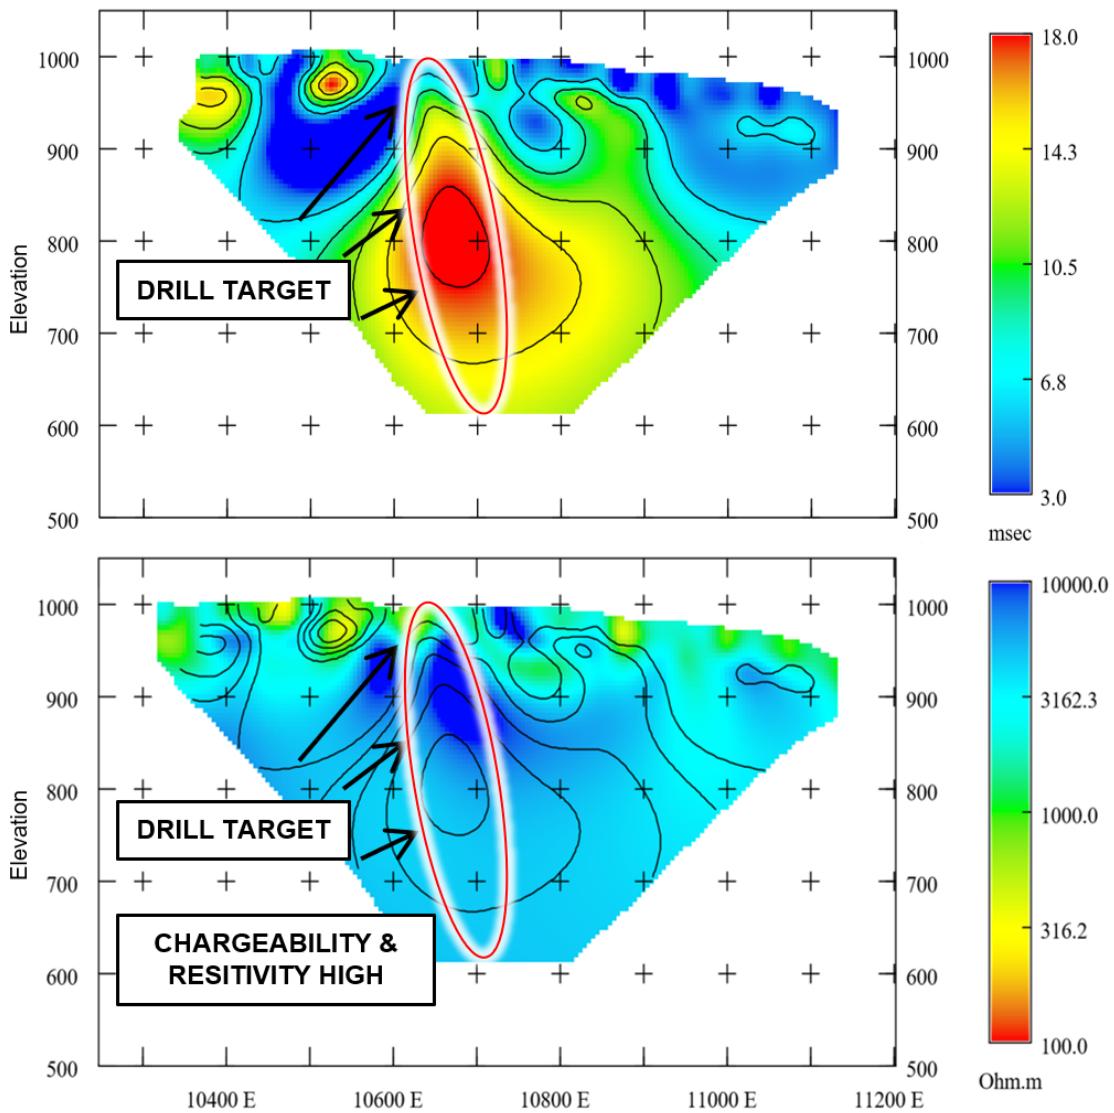 1000
900
800
700
600
500
Elevation
DRILL TARGET
1000
900
800
700
600
500
18.0
14.3
10.5
6.8
3.0
msec
1000
900
800
700
600
500
Elevation
DRILL TARGET
CHARGEABILITY &
RESITIVITY HIGH
1000
900
800
700
600
500
10000.0
3162.3
1000.0
316.2
100.0
Ohm.m
10400 E
10600 E
10800 E
11000 E
11200 E